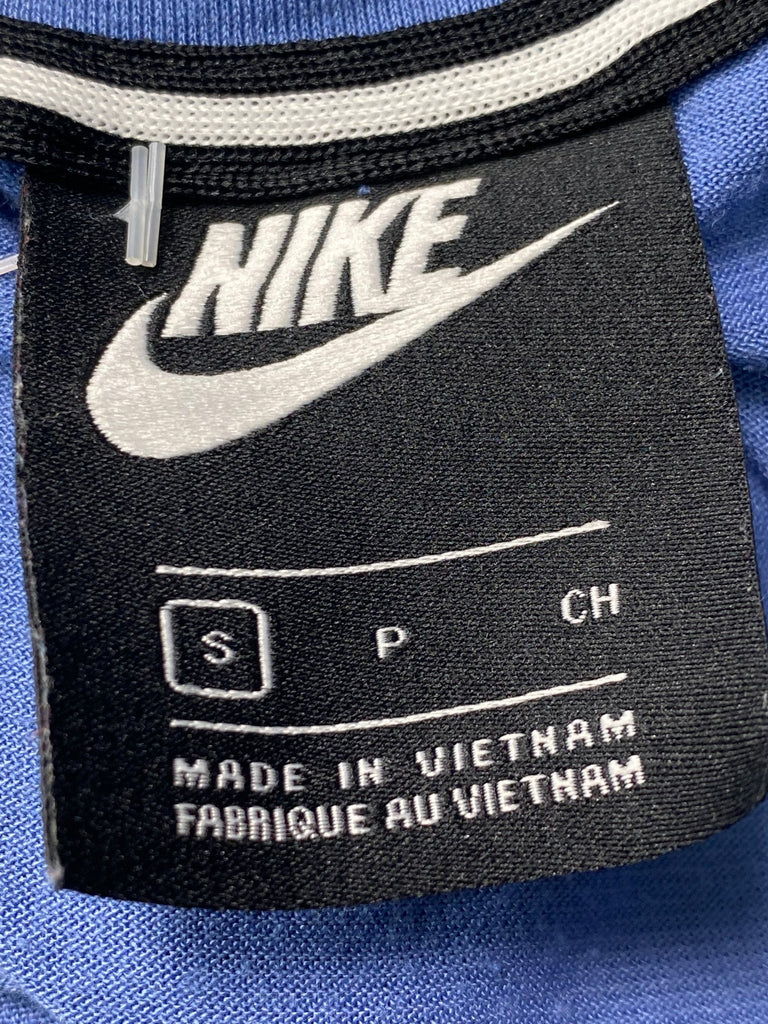 NIKE
S P CH
MADE IN VIETNAM
FABRIQUE AU VIETNAM